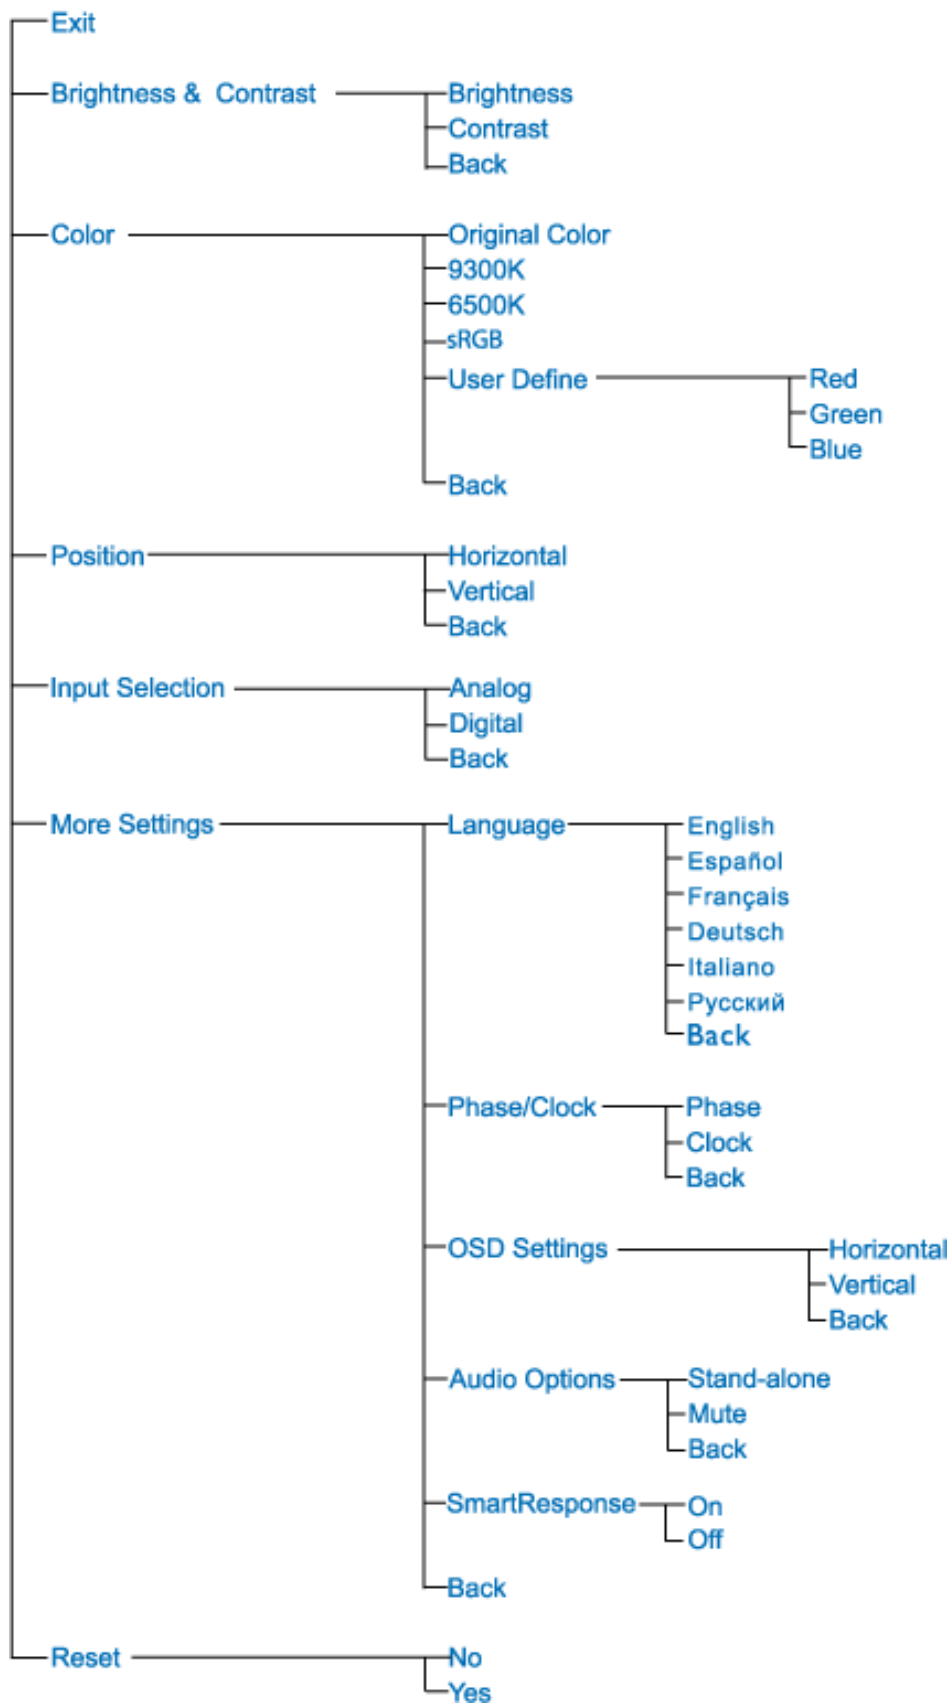 Exit
Brightness & Contrast Brightness
Contrast
Back
Color Original Color
9300K
6500K
sRGB
User Define Red
Green
Blue
Back
Position Horizontal
Vertical
Back
Input Selection Analog
Digital
Back
More Settings Language English
Español
Français
Deutsch
Italiano
Русский
Back
Phase/Clock Phase
Clock
Back
OSD Settings Horizontal
Vertical
Back
Audio Options Stand-alone
Mute
Back
SmartResponse On
Off
Back
Reset No
Yes